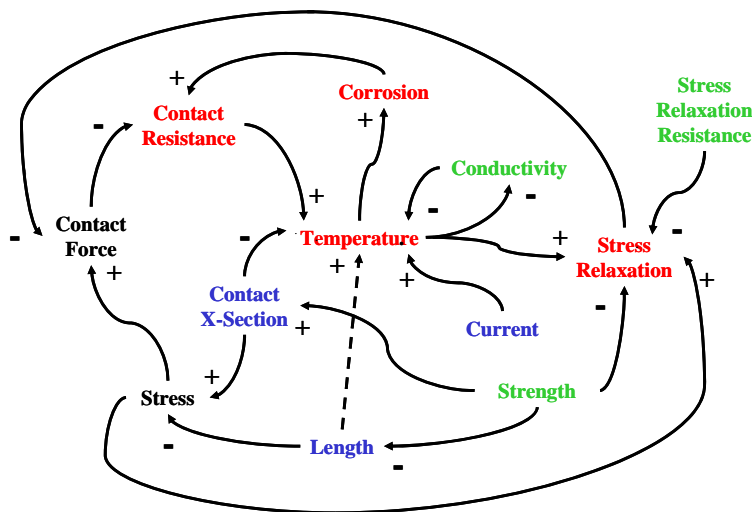 +
Corrosion
Stress
Relaxation
Resistance
Contact
Resistance
-
+
-
Conductivity
+
-
-
Contact
Force
-
-
Temperature
+
-
Stress
Relaxation
+
+
+
+
Contact
X-Section
+
Current
-
+
Stress
Strength
-
Length
-